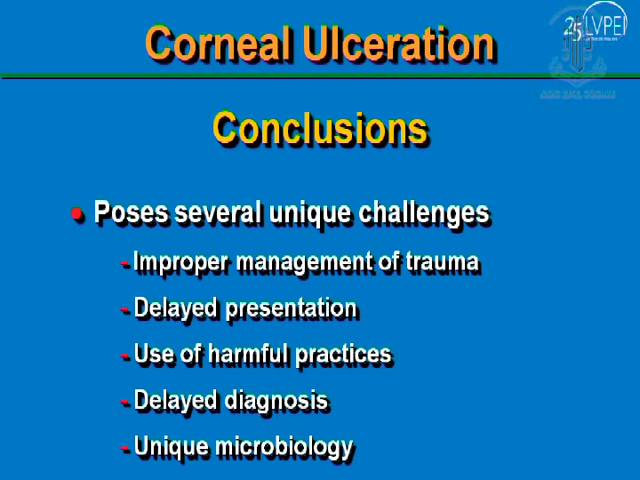 Corneal Ulceration
25 LVPEI
Conclusions
• Poses several unique challenges
- Improper management of trauma
- Delayed presentation
- Use of harmful practices
- Delayed diagnosis
- Unique microbiology